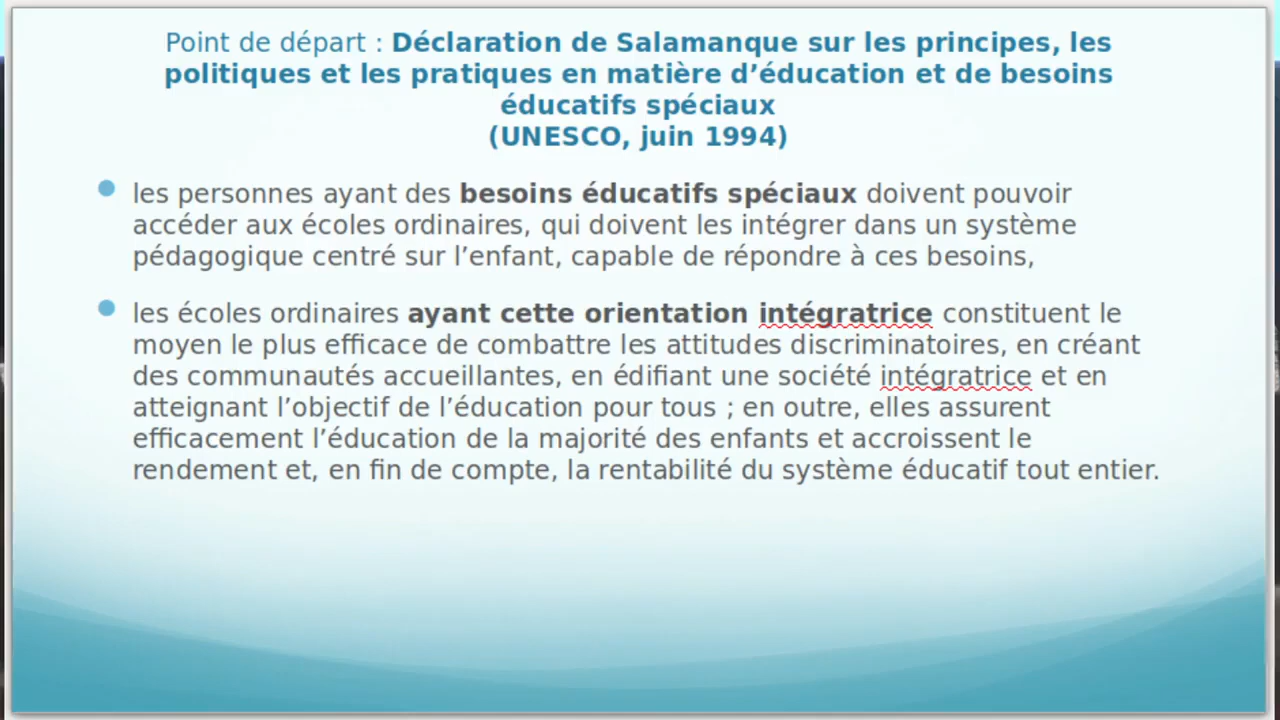 Point de départ : Déclaration de Salamanque sur les principes, les
politiques et les pratiques en matière d’éducation et de besoins
éducatifs spéciaux
(UNESCO, juin 1994)
les personnes ayant des besoins éducatifs spéciaux doivent pouvoir
accéder aux écoles ordinaires, qui doivent les intégrer dans un système
pédagogique centré sur l’enfant, capable de répondre à ces besoins,
les écoles ordinaires ayant cette orientation intégratrice constituent le
moyen le plus efficace de combattre les attitudes discriminatoires, en créant
des communautés accueillantes, en édifiant une société intégratrice et en
atteignant l’objectif de l’éducation pour tous ; en outre, elles assurent
efficacement l’éducation de la majorité des enfants et accroissent le
rendement et, en fin de compte, la rentabilité du système éducatif tout entier.